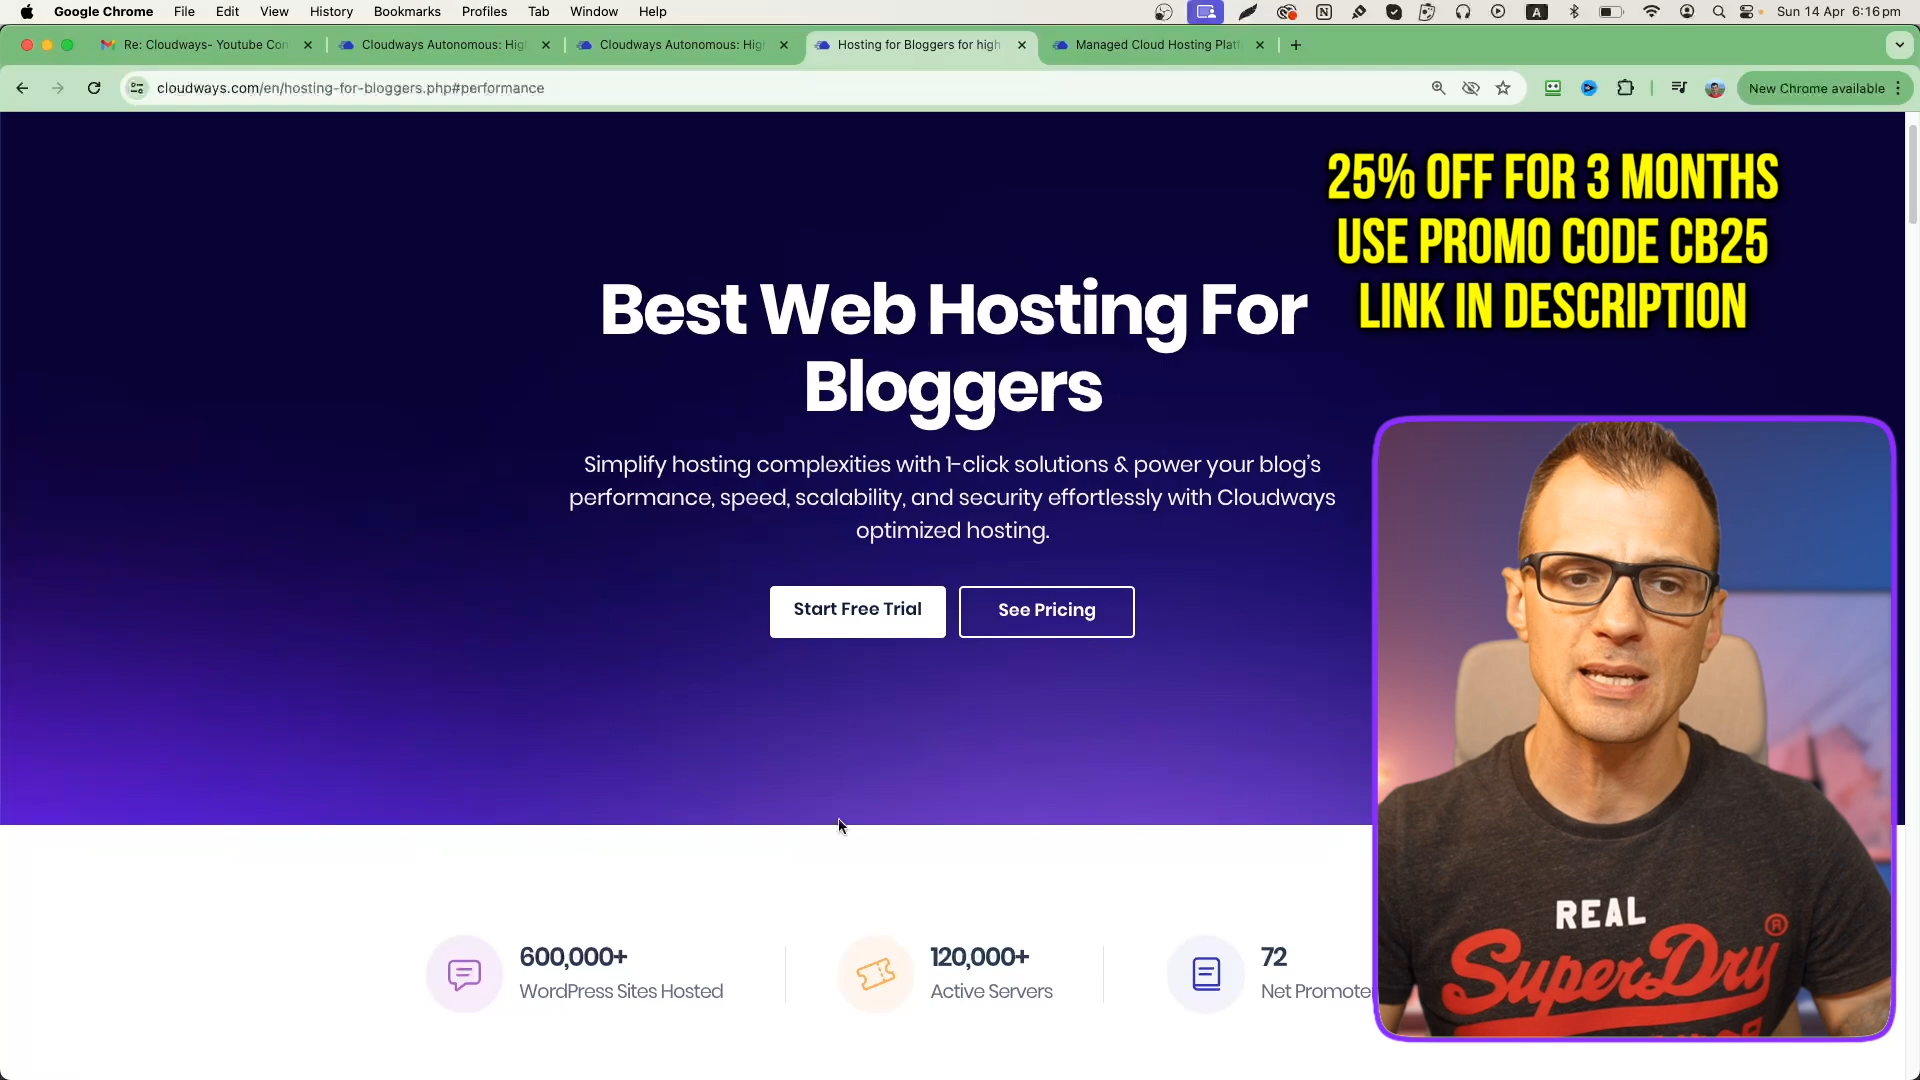 Google Chrome File Edit View History Bookmarks Profiles Tab Window Help
A Sun 14 Apr 6:16 pm
Re: Cloudways- Youtube Con
Cloudways Autonomous: Hig
Cloudways Autonomous: Hig
Hosting for Bloggers for high
Managed Cloud Hosting Platf
cloudways.com/en/hosting-for-bloggers.php#performance
New Chrome available
25% OFF FOR 3 MONTHS
USE PROMO CODE CB25
LINK IN DESCRIPTION
Best Web Hosting For
Bloggers
Simplify hosting complexities with 1-click solutions & power your blog's
performance, speed, scalability, and security effortlessly with Cloudways
optimized hosting.
Start Free Trial
See Pricing
600,000+
WordPress Sites Hosted
120,000+
Active Servers
72
Net Promote
REAL
SuperDry®